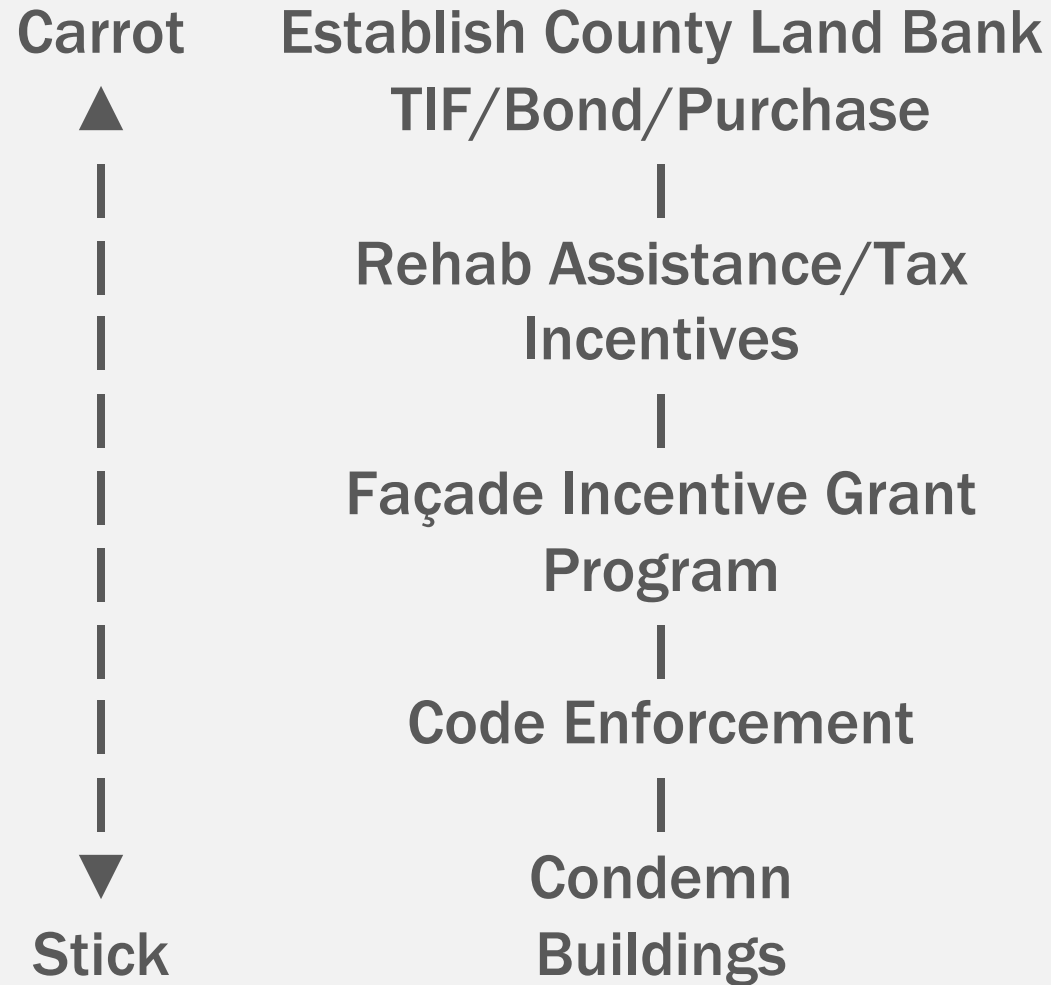 Carrot
Establish County Land Bank
TIF/Bond/Purchase
Rehab Assistance/Tax
Incentives
Façade Incentive Grant
Program
Code Enforcement
Condemn
Buildings
Stick